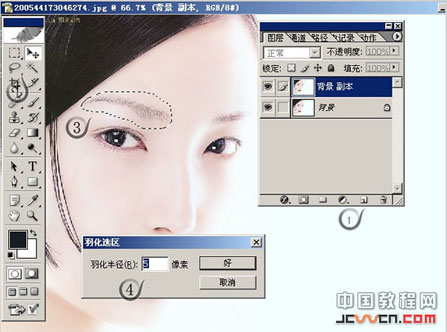 200544173046274.jpg @ 66.7% (背景 副本, RGB/8#)
图层 通道 路径 记录 动作
正常 不透明度: 100%
锁定: 填充: 100%
背景 副本
背景
①
③
羽化选区
羽化半径(R): 5 像素 好
取消
④
中国教程网
JCWCN.COM